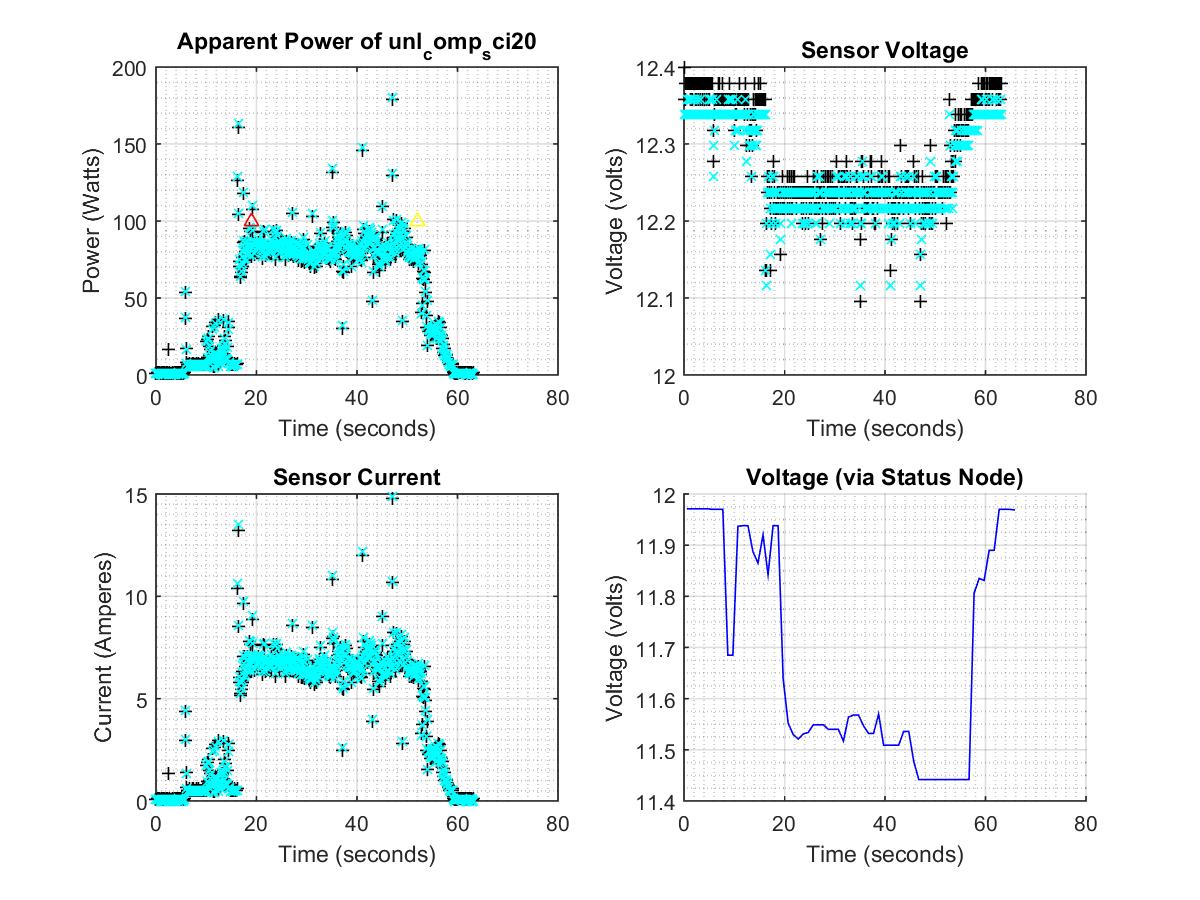 Apparent Power of unl_comp_sci20
200
150
100
50
0
Power (Watts)
0 20 40 60 80
Time (seconds)
Sensor Voltage
12.4
12.3
12.2
12.1
12
Voltage (volts)
0 20 40 60 80
Time (seconds)
Sensor Current
15
10
5
0
Current (Amperes)
0 20 40 60 80
Time (seconds)
Voltage (via Status Node)
12
11.9
11.8
11.7
11.6
11.5
11.4
Voltage (volts)
0 20 40 60 80
Time (seconds)